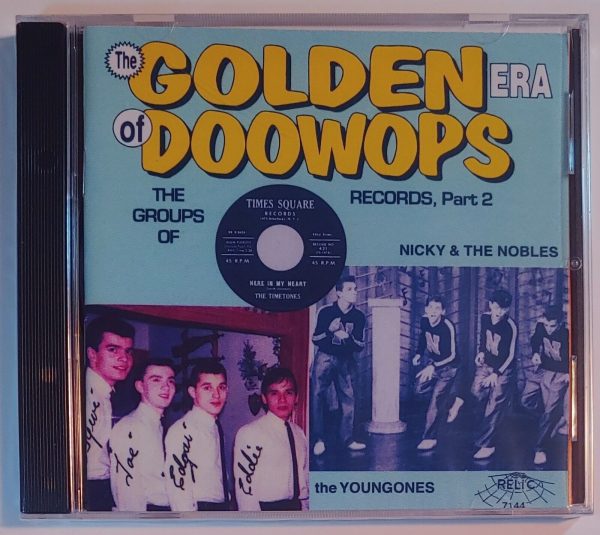 The
GOLDEN ERA
of DOOWOPS
THE
GROUPS
OF
TIMES SQUARE
RECORDS
45 R.P.M.
45 R.P.M.
HERE IN MY HEART
THE TIMETONES
RECORDS, Part 2
NICKY & THE NOBLES
N
N
N
Joe
Edgar
Eddie
the YOUNGONES
RELIC
7144